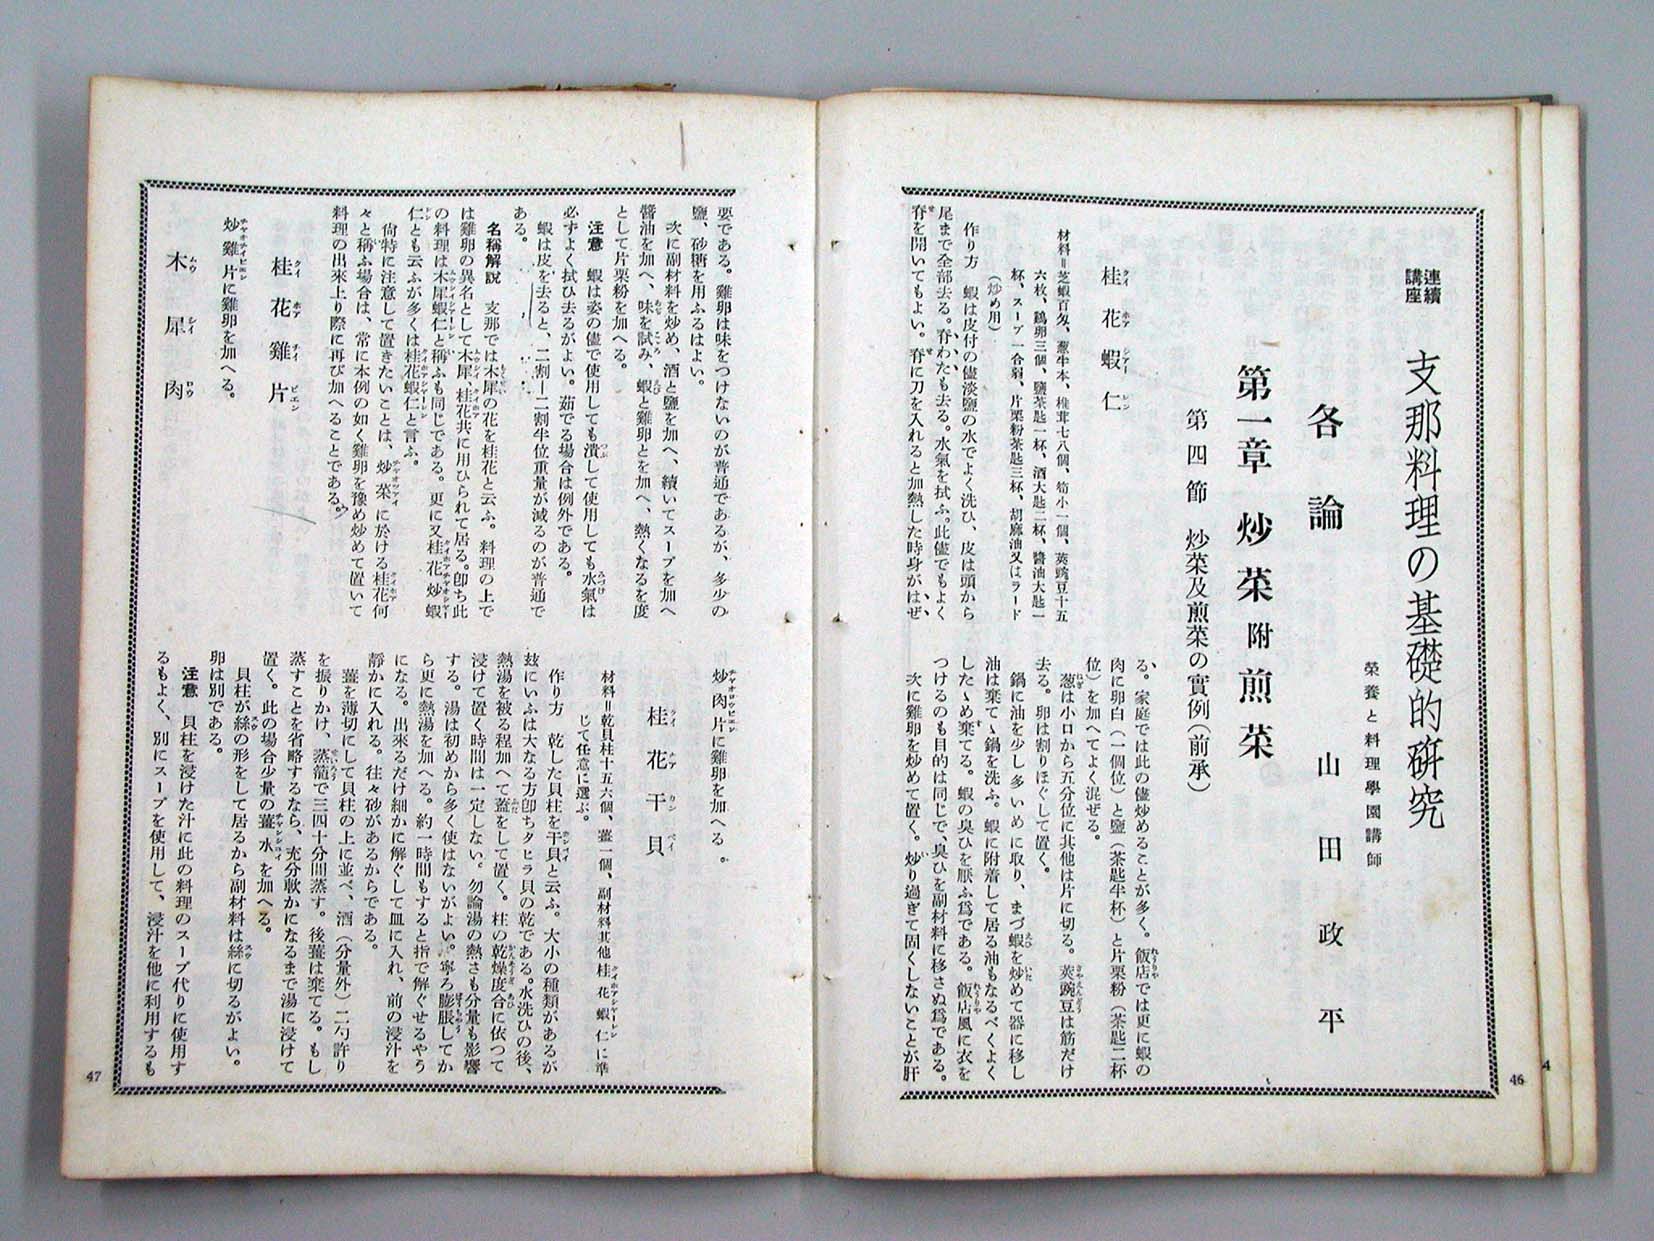 連續
講座
支那料理の基礎的研究
榮養と料理學園講師
山田政平
各論
第一章 炒菜 附 煎菜
第四節 炒菜及煎菜の實例(前承)
桂花蝦仁
材料=芝蝦百匁、葱半本、椎茸七八個、筍小一個、莢豌豆十五
六枚、鷄卵三個、鹽茶匙一杯、酒大匙二杯、醬油大匙一
杯、スープ一合弱、片栗粉茶匙三杯、胡麻油又はラード
(炒め用)
作り方 蝦は皮付の儘淡鹽の水でよく洗ひ、皮は頭から
尾まで全部去る。脊わたも去る。水氣を拭ふ。此儘でもよく、
脊を開いてもよい。脊に刀を入れると加熱した時身がはぜ
る、家庭では此の儘炒めることが多く。飯店では更に蝦の
肉に卵白(一個位)と鹽(茶匙半杯)と片栗粉(茶匙二杯
位)を加へてよく混ぜる。
葱は小口から五分位に其他は片に切る。莢豌豆は筋だけ
去る。卵は割りほぐして置く。
鍋に油を少し多いめに取り、まづ蝦を炒めて器に移し
油は棄てゝ鍋を洗ふ。蝦に附着して居る油もなるべくよく
したゝめ棄てる。蝦の臭ひを厭ふ爲である。飯店風に衣を
つけるのも目的は同じで、臭ひを副材料に移さぬ爲である。
次に雞卵を炒めて置く。炒り過ぎて固くしないことが肝
46
要である。雞卵は味をつけないのが普通であるが、多少の
鹽、砂糖を用ふるはよい。
次に副材料を炒め、酒と鹽を加へ、續いてスープを加へ
醬油を加へ、味を試み、蝦と雞卵とを加へ、熱くなるを度
として片栗粉を加へる。
注意 蝦は姿の儘で使用しても潰して使用しても水氣は
必ずよく拭ひ去るがよい。茹でる場合は例外である。
蝦は皮を去ると、二割—二割半位重量が減るのが普通で
ある。
名稱解説 支那では木犀の花を桂花と云ふ。料理の上で
は雞卵の異名として木犀、桂花共に用ひられて居る。卽ち此
の料理は木犀蝦仁と稱ふも同じである。更に又桂花炒蝦
仁とも云ふが多くは桂花蝦仁と言ふ。
尙特に注意して置きたいことは、炒菜に於ける桂花何
々と稱ふ場合は、常に本例の如く雞卵を豫め炒めて置いて
料理の出來上り際に再び加へることである。
桂花雞片
炒雞片に雞卵を加へる。
木犀肉
炒肉片に雞卵を加へる。
桂花干貝
材料=乾貝柱十五六個、薑一個、副材料其他桂花蝦仁に準
じて任意に選ぶ。
作り方 乾した貝柱を干貝と云ふ。大小の種類があるが
玆にいふは大なる方卽ちタヒラ貝の乾である。水洗ひの後、
熱湯を被る程加へて蓋をして置く。柱の乾燥度合に依つて
浸けて置く時間は一定しない。勿論湯の熱さも分量も影響
する。湯は初めから多く使はないがよい。寧ろ膨脹してか
ら更に熱湯を加へる。約一時間もすると指で解ぐせるやう
になる。出來るだけ細かに解ぐして皿に入れ、前の浸汁を
靜かに入れる。往々砂があるからである。
薑を薄切にして貝柱の上に並べ、酒(分量外)二勺許り
を振りかけ、蒸籠で三四十分間蒸す。後薑は棄てる。もし
蒸すことを省略するなら、充分軟かになるまで湯に浸けて
置く。此の場合少量の薑水を加へる。
貝柱が絲の形をして居るから副材料は絲に切るがよい。
卵は別である。
注意 貝柱を浸けた汁に此の料理のスープ代りに使用す
るもよく、別にスープを使用して、浸汁を他に利用するも
47